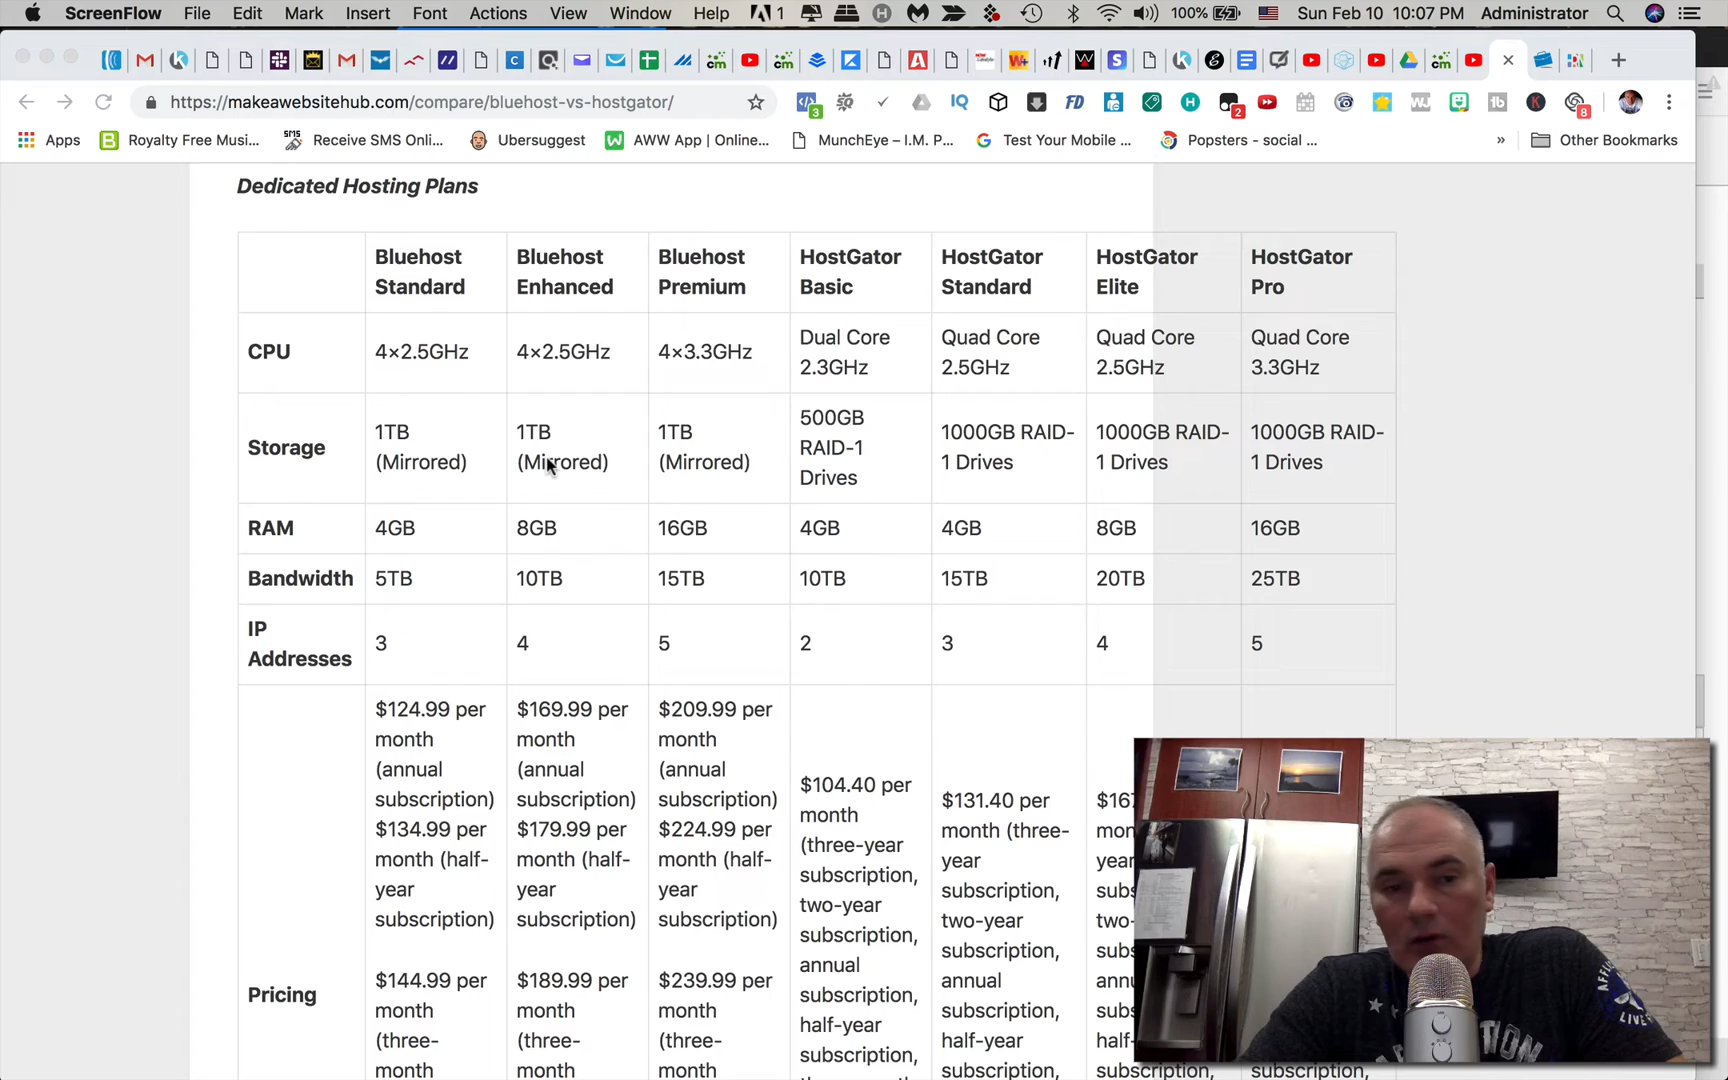 ScreenFlow File Edit Mark Insert Font Actions View Window Help 1 100% Sun Feb 10 10:07 PM Administrator
https://makeawebsitehub.com/compare/bluehost-vs-hostgator/
Apps Royalty Free Musi... Receive SMS Onli... Ubersuggest AWW App | Online... MunchEye – I.M. P... Test Your Mobile ... Popsters - social ... » Other Bookmarks
Dedicated Hosting Plans
Bluehost Standard Bluehost Enhanced Bluehost Premium HostGator Basic HostGator Standard HostGator Elite HostGator Pro
CPU 4×2.5GHz 4×2.5GHz 4×3.3GHz Dual Core 2.3GHz Quad Core 2.5GHz Quad Core 2.5GHz Quad Core 3.3GHz
Storage 1TB (Mirrored) 1TB (Mirrored) 1TB (Mirrored) 500GB RAID-1 Drives 1000GB RAID-1 Drives 1000GB RAID-1 Drives 1000GB RAID-1 Drives
RAM 4GB 8GB 16GB 4GB 4GB 8GB 16GB
Bandwidth 5TB 10TB 15TB 10TB 15TB 20TB 25TB
IP Addresses 3 4 5 2 3 4 5
Pricing
$124.99 per month (annual subscription)
$134.99 per month (half-year subscription)
$144.99 per month (three-month
$169.99 per month (annual subscription)
$179.99 per month (half-year subscription)
$189.99 per month (three-month
$209.99 per month (annual subscription)
$224.99 per month (half-year subscription)
$239.99 per month (three-month
$104.40 per month (three-year subscription, two-year subscription, annual subscription, half-year subscription,
$131.40 per month (three-year subscription, two-year subscription, annual subscription, half-year subscription,